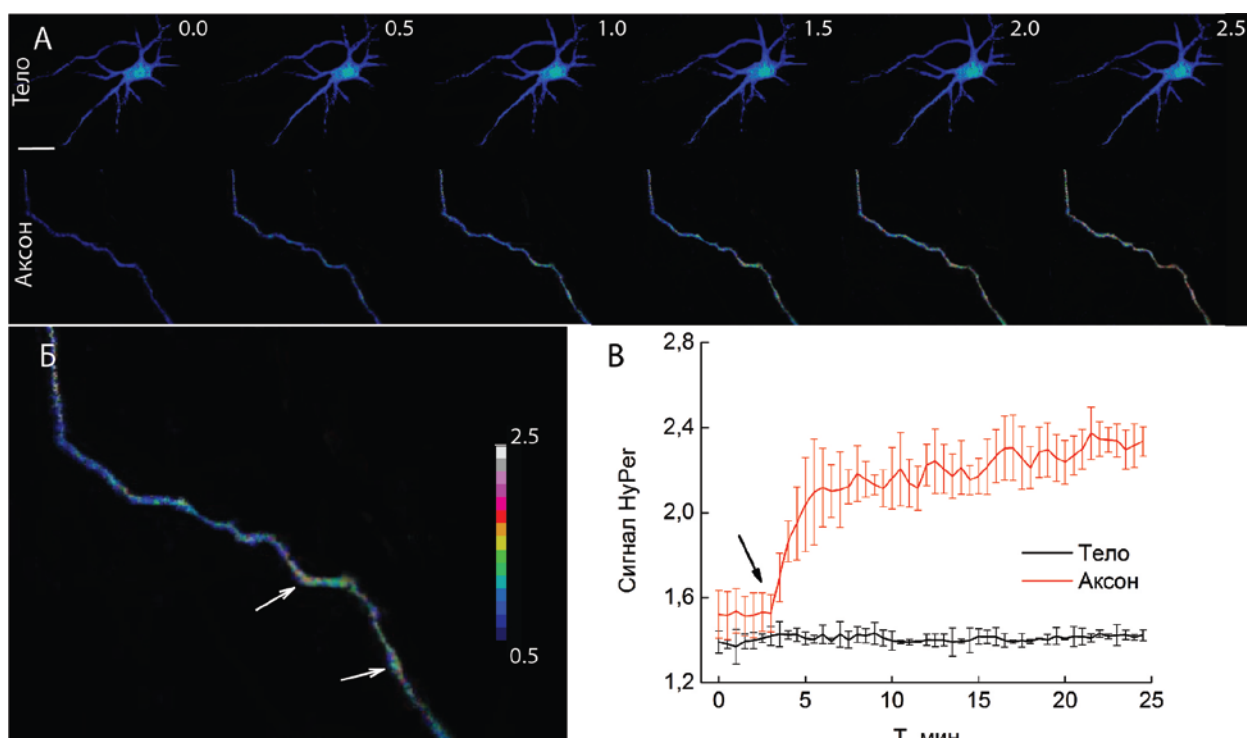 А
0.0
0.5
1.0
1.5
2.0
2.5
Тело
Аксон
Б
2.5
0.5
В
2,8
2,4
2,0
1,6
1,2
Сигнал HyPer
Тело
Аксон
0
5
10
15
20
25
Т, мин